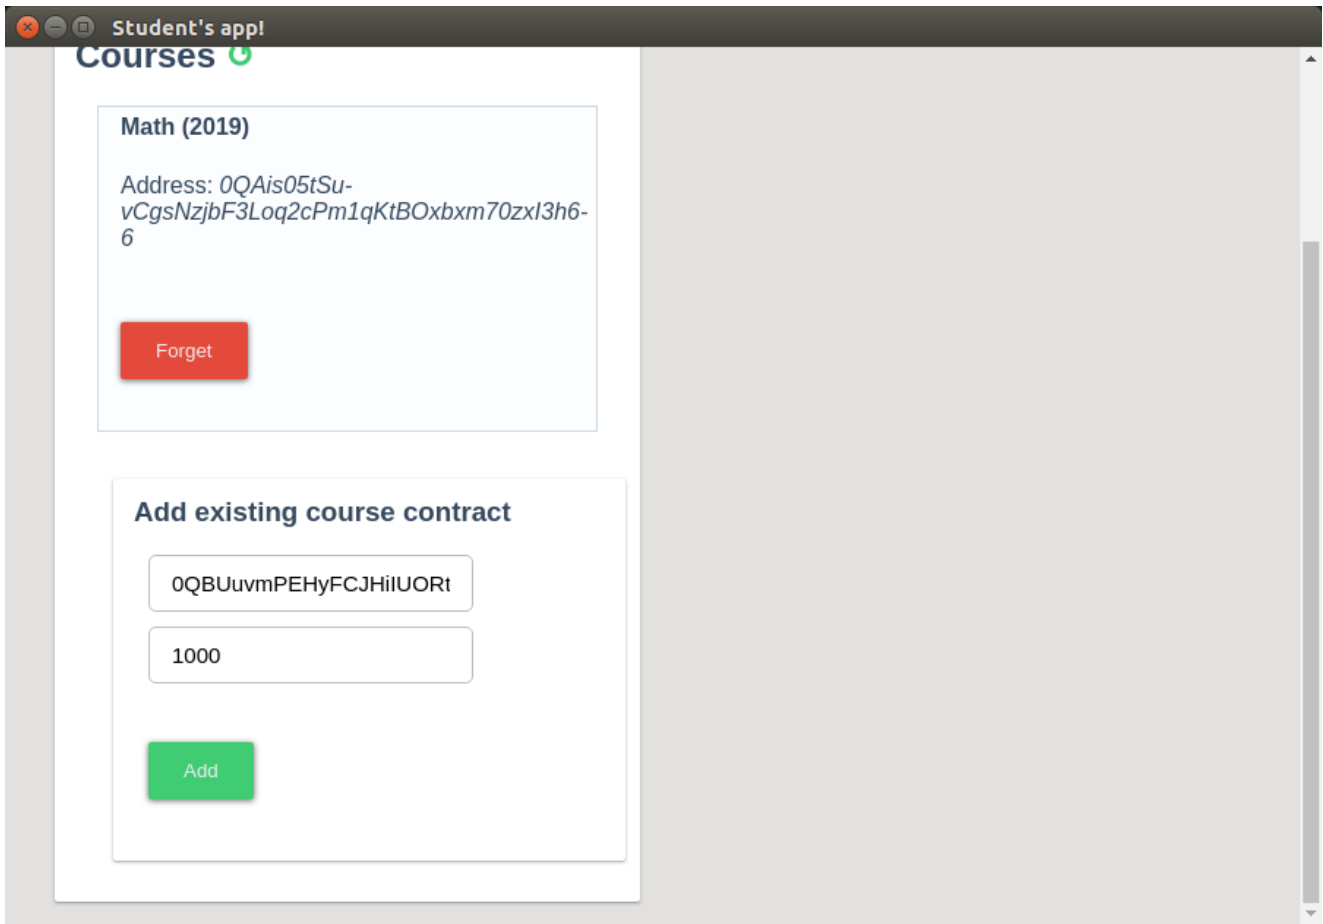 Student's app!
Courses
Math (2019)
Address: 0QAis05tSu-
vCgsNzjbF3Loq2cPm1qKtBOxbxm70zxI3h6-
6
Forget
Add existing course contract
0QBUuvmPEHyFCJHiIUORt
1000
Add